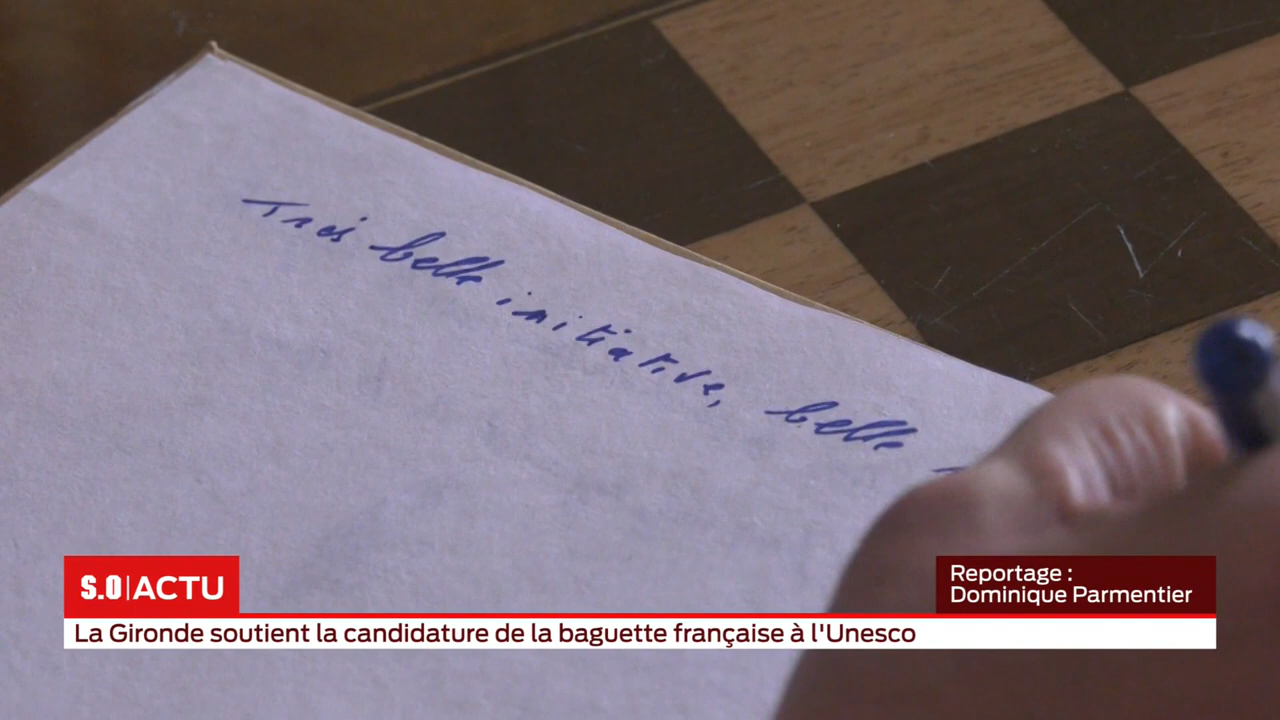 Très belle initiative, belle
S.O|ACTU
Reportage :
Dominique Parmentier
La Gironde soutient la candidature de la baguette française à l'Unesco